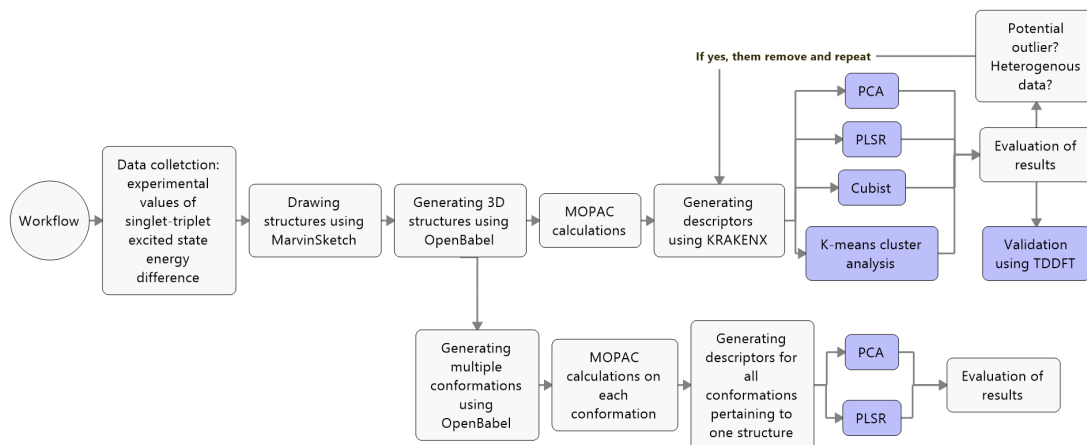 Workflow
Data colletction:
experimental
values of
singlet-triplet
excited state
energy
difference
Drawing
structures using
MarvinSketch
Generating 3D
structures using
OpenBabel
MOPAC
calculations
Generating
descriptors
using KRAKENX
If yes, them remove and repeat
PCA
PLSR
Cubist
K-means cluster
analysis
Potential
outlier?
Heterogenous
data?
Evaluation of
results
Validation
using TDDFT
Generating
multiple
conformations
using
OpenBabel
MOPAC
calculations on
each
conformation
Generating
descriptors for
all
conformations
pertaining to
one structure
PCA
PLSR
Evaluation of
results